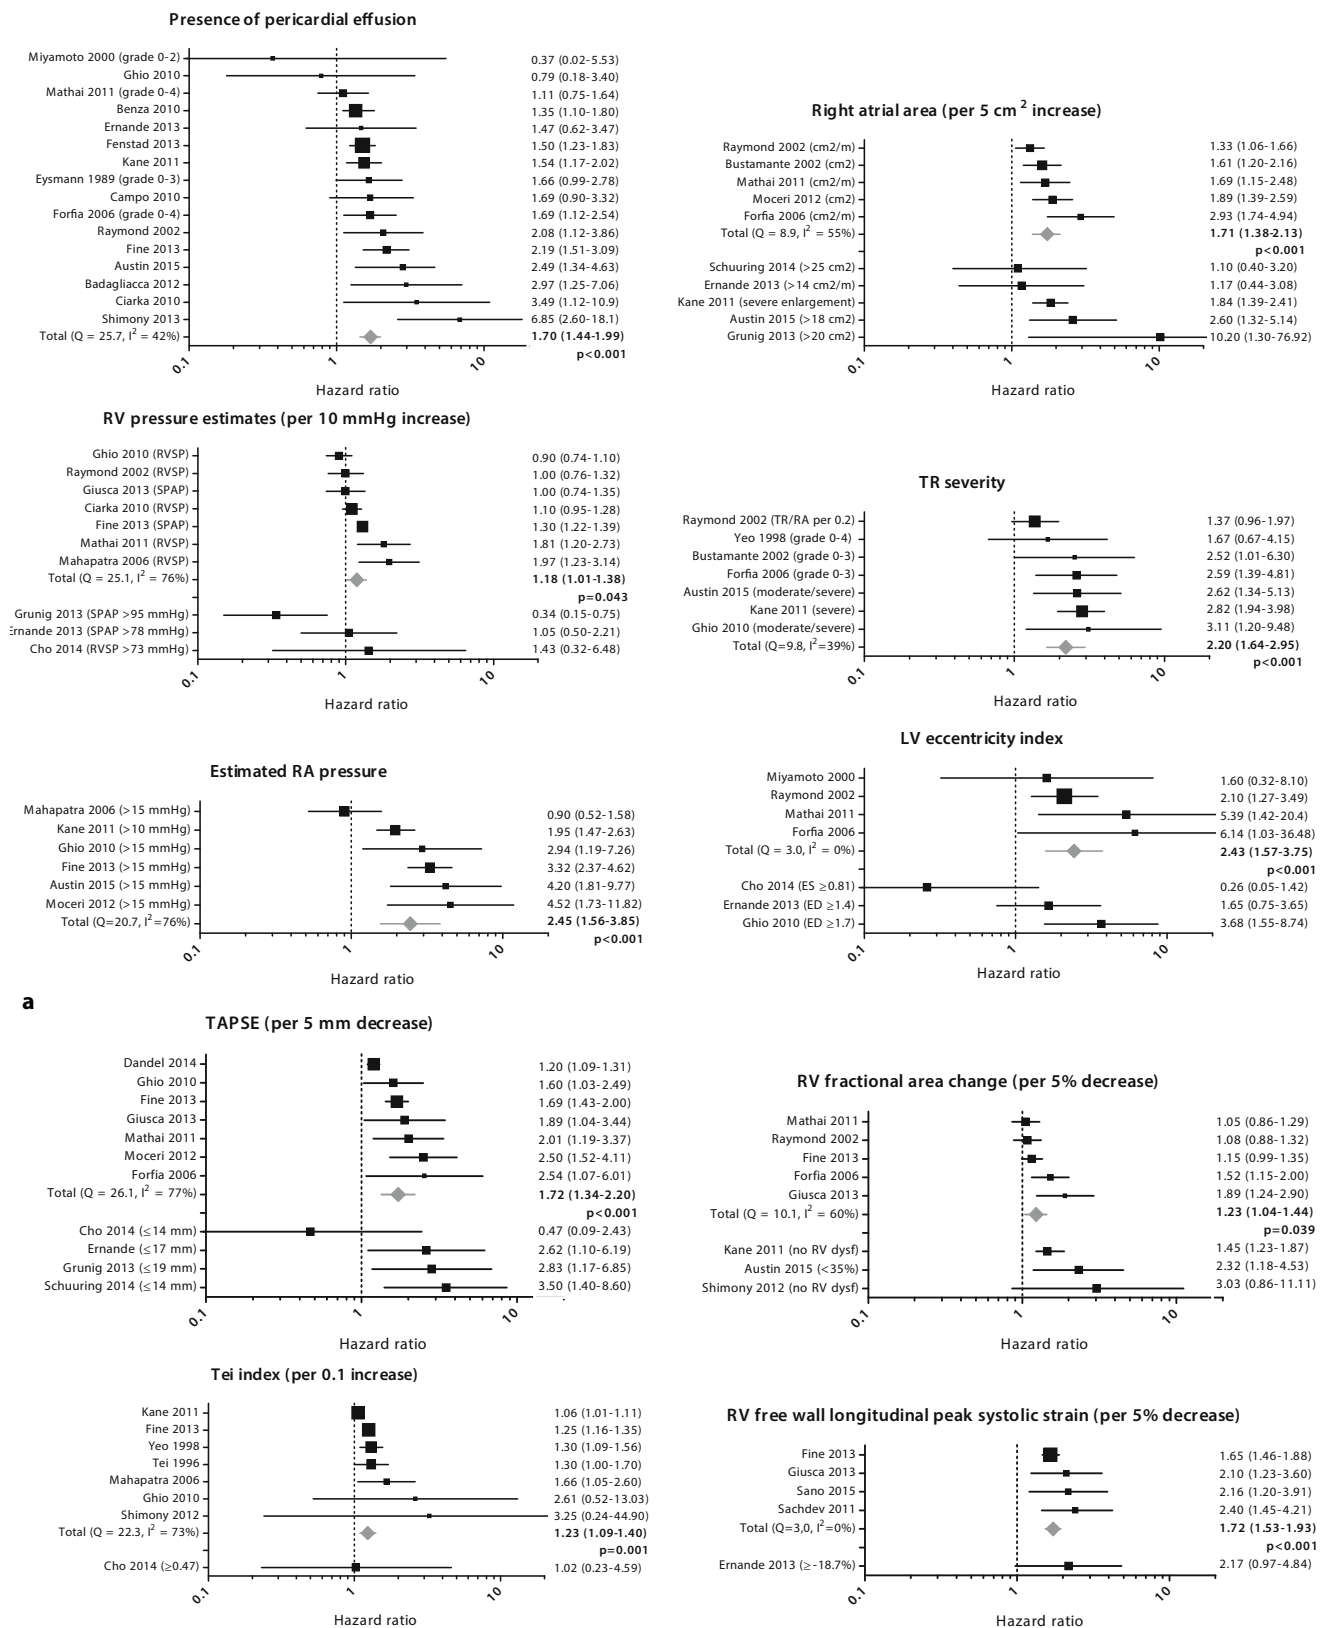 Presence of pericardial effusion
Miyamoto 2000 (grade 0-2) 0.37 (0.02-5.53)
Ghio 2010 0.79 (0.18-3.40)
Mathai 2011 (grade 0-4) 1.11 (0.75-1.64)
Benza 2010 1.35 (1.10-1.80)
Ernande 2013 1.47 (0.62-3.47)
Fenstad 2013 1.50 (1.23-1.83)
Kane 2011 1.54 (1.17-2.02)
Eysmann 1989 (grade 0-3) 1.66 (0.99-2.78)
Campo 2010 1.69 (0.90-3.32)
Forfia 2006 (grade 0-4) 1.69 (1.12-2.54)
Raymond 2002 2.08 (1.12-3.86)
Fine 2013 2.19 (1.51-3.09)
Austin 2015 2.49 (1.34-4.63)
Badagliacca 2012 2.97 (1.25-7.06)
Ciarka 2010 3.49 (1.12-10.9)
Shimony 2013 6.85 (2.60-18.1)
Total (Q = 25.7, I² = 42%) 1.70 (1.44-1.99)
p<0.001
0.1 1 10
Hazard ratio
Right atrial area (per 5 cm² increase)
Raymond 2002 (cm2/m) 1.33 (1.06-1.66)
Bustamante 2002 (cm2) 1.61 (1.20-2.16)
Mathai 2011 (cm2/m) 1.69 (1.15-2.48)
Moceri 2012 (cm2) 1.89 (1.39-2.59)
Forfia 2006 (cm2/m) 2.93 (1.74-4.94)
Total (Q = 8.9, I² = 55%) 1.71 (1.38-2.13)
p<0.001
Schuuring 2014 (>25 cm2) 1.10 (0.40-3.20)
Ernande 2013 (>14 cm2/m) 1.17 (0.44-3.08)
Kane 2011 (severe enlargement) 1.84 (1.39-2.41)
Austin 2015 (>18 cm2) 2.60 (1.32-5.14)
Grunig 2013 (>20 cm2) 10.20 (1.30-76.92)
0.1 1 10
Hazard ratio
RV pressure estimates (per 10 mmHg increase)
Ghio 2010 (RVSP) 0.90 (0.74-1.10)
Raymond 2002 (RVSP) 1.00 (0.76-1.32)
Giusca 2013 (SPAP) 1.00 (0.74-1.35)
Ciarka 2010 (RVSP) 1.10 (0.95-1.28)
Fine 2013 (SPAP) 1.30 (1.22-1.39)
Mathai 2011 (RVSP) 1.81 (1.20-2.73)
Mahapatra 2006 (RVSP) 1.97 (1.23-3.14)
Total (Q = 25.1, I² = 76%) 1.18 (1.01-1.38)
p=0.043
Grunig 2013 (SPAP >95 mmHg) 0.34 (0.15-0.75)
Ernande 2013 (SPAP >78 mmHg) 1.05 (0.50-2.21)
Cho 2014 (RVSP >73 mmHg) 1.43 (0.32-6.48)
0.1 1 10
Hazard ratio
TR severity
Raymond 2002 (TR/RA per 0.2) 1.37 (0.96-1.97)
Yeo 1998 (grade 0-4) 1.67 (0.67-4.15)
Bustamante 2002 (grade 0-3) 2.52 (1.01-6.30)
Forfia 2006 (grade 0-3) 2.59 (1.39-4.81)
Austin 2015 (moderate/severe) 2.62 (1.34-5.13)
Kane 2011 (severe) 2.82 (1.94-3.98)
Ghio 2010 (moderate/severe) 3.11 (1.20-9.48)
Total (Q=9.8, I²=39%) 2.20 (1.64-2.95)
p<0.001
0.1 1 10
Hazard ratio
Estimated RA pressure
Mahapatra 2006 (>15 mmHg) 0.90 (0.52-1.58)
Kane 2011 (>10 mmHg) 1.95 (1.47-2.63)
Ghio 2010 (>15 mmHg) 2.94 (1.19-7.26)
Fine 2013 (>15 mmHg) 3.32 (2.37-4.62)
Austin 2015 (>15 mmHg) 4.20 (1.81-9.77)
Moceri 2012 (>15 mmHg) 4.52 (1.73-11.82)
Total (Q=20.7, I²=76%) 2.45 (1.56-3.85)
p<0.001
0.1 1 10
Hazard ratio
LV eccentricity index
Miyamoto 2000 1.60 (0.32-8.10)
Raymond 2002 2.10 (1.27-3.49)
Mathai 2011 5.39 (1.42-20.4)
Forfia 2006 6.14 (1.03-36.48)
Total (Q = 3.0, I² = 0%) 2.43 (1.57-3.75)
p<0.001
Cho 2014 (ES ≥0.81) 0.26 (0.05-1.42)
Ernande 2013 (ED ≥1.4) 1.65 (0.75-3.65)
Ghio 2010 (ED ≥1.7) 3.68 (1.55-8.74)
0.1 1 10
Hazard ratio
a
TAPSE (per 5 mm decrease)
Dandel 2014 1.20 (1.09-1.31)
Ghio 2010 1.60 (1.03-2.49)
Fine 2013 1.69 (1.43-2.00)
Giusca 2013 1.89 (1.04-3.44)
Mathai 2011 2.01 (1.19-3.37)
Moceri 2012 2.50 (1.52-4.11)
Forfia 2006 2.54 (1.07-6.01)
Total (Q = 26.1, I² = 77%) 1.72 (1.34-2.20)
p<0.001
Cho 2014 (≤14 mm) 0.47 (0.09-2.43)
Ernande (≤17 mm) 2.62 (1.10-6.19)
Grunig 2013 (≤19 mm) 2.83 (1.17-6.85)
Schuuring 2014 (≤14 mm) 3.50 (1.40-8.60)
0.1 1 10
Hazard ratio
RV fractional area change (per 5% decrease)
Mathai 2011 1.05 (0.86-1.29)
Raymond 2002 1.08 (0.88-1.32)
Fine 2013 1.15 (0.99-1.35)
Forfia 2006 1.52 (1.15-2.00)
Giusca 2013 1.89 (1.24-2.90)
Total (Q = 10.1, I² = 60%) 1.23 (1.04-1.44)
p=0.039
Kane 2011 (no RV dysf) 1.45 (1.23-1.87)
Austin 2015 (<35%) 2.32 (1.18-4.53)
Shimony 2012 (no RV dysf) 3.03 (0.86-11.11)
0.1 1 10
Hazard ratio
Tei index (per 0.1 increase)
Kane 2011 1.06 (1.01-1.11)
Fine 2013 1.25 (1.16-1.35)
Yeo 1998 1.30 (1.09-1.56)
Tei 1996 1.30 (1.00-1.70)
Mahapatra 2006 1.66 (1.05-2.60)
Ghio 2010 2.61 (0.52-13.03)
Shimony 2012 3.25 (0.24-44.90)
Total (Q = 22.3, I² = 73%) 1.23 (1.09-1.40)
p=0.001
Cho 2014 (≥0.47) 1.02 (0.23-4.59)
0.1 1 10
Hazard ratio
RV free wall longitudinal peak systolic strain (per 5% decrease)
Fine 2013 1.65 (1.46-1.88)
Giusca 2013 2.10 (1.23-3.60)
Sano 2015 2.16 (1.20-3.91)
Sachdev 2011 2.40 (1.45-4.21)
Total (Q=3,0, I²=0%) 1.72 (1.53-1.93)
p<0.001
Ernande 2013 (≥-18.7%) 2.17 (0.97-4.84)
0.1 1 10
Hazard ratio